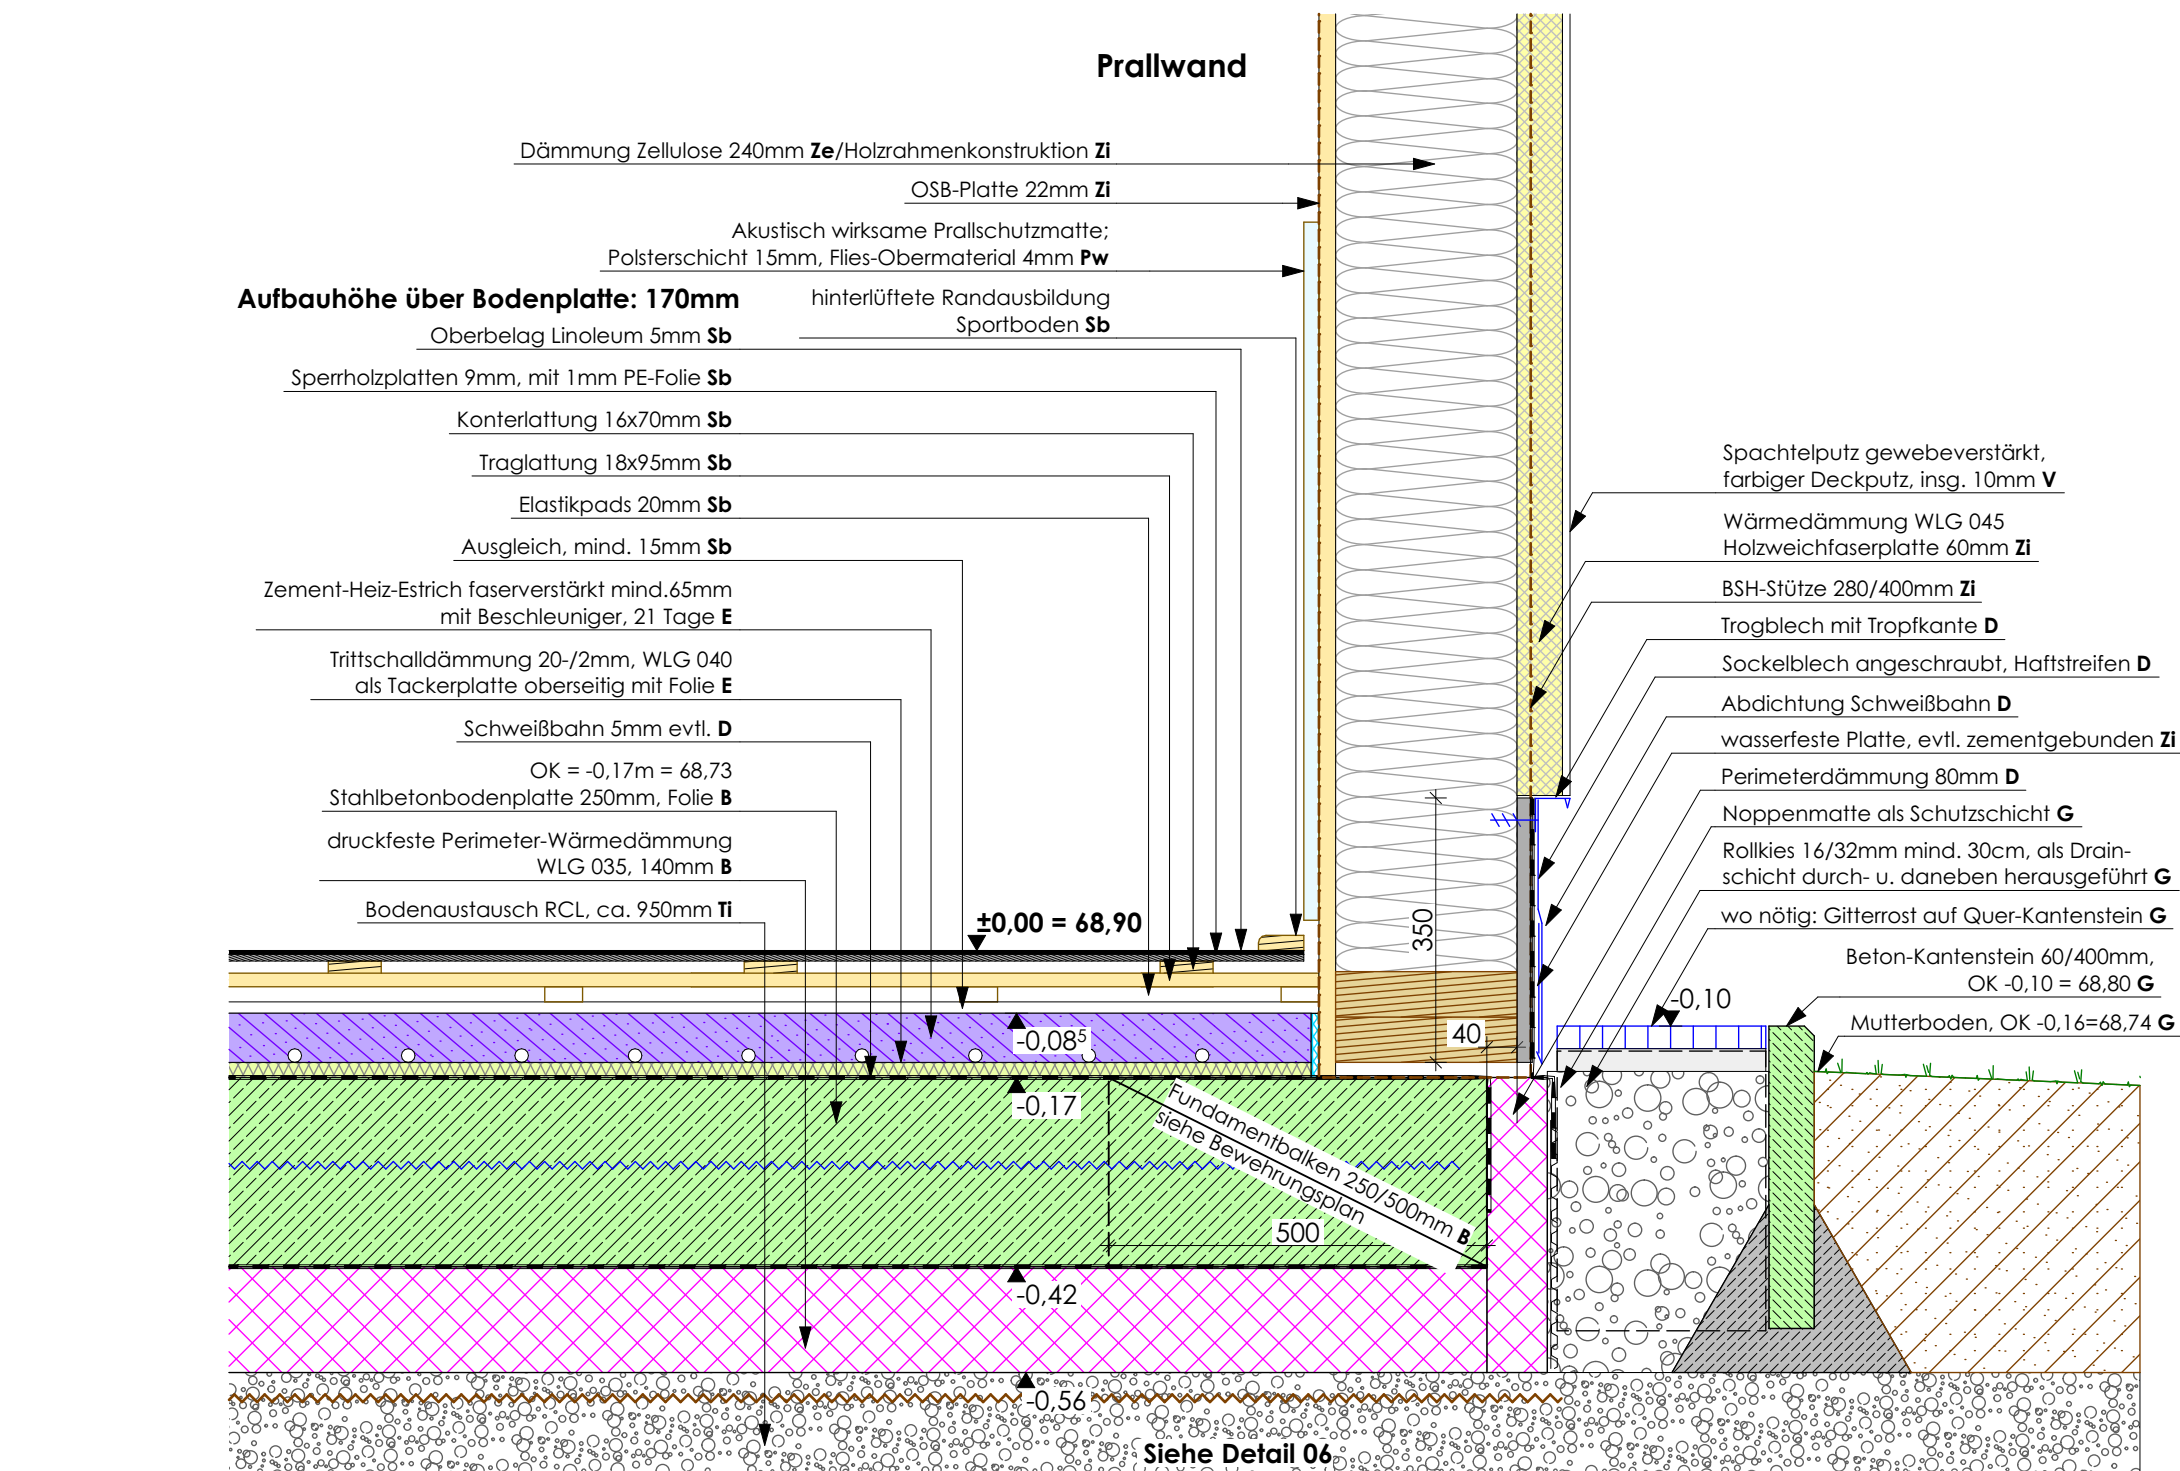 Prallwand
Dämmung Zellulose 240mm Ze/Holzrahmenkonstruktion Zi
OSB-Platte 22mm Zi
Akustisch wirksame Prallschutzmatte;
Polsterschicht 15mm, Flies-Obermaterial 4mm Pw
hinterlüftete Randausbildung
Sportboden Sb
Aufbauhöhe über Bodenplatte: 170mm
Oberbelag Linoleum 5mm Sb
Sperrholzplatten 9mm, mit 1mm PE-Folie Sb
Konterlattung 16x70mm Sb
Traglattung 18x95mm Sb
Elastikpads 20mm Sb
Ausgleich, mind. 15mm Sb
Zement-Heiz-Estrich faserverstärkt mind.65mm
mit Beschleuniger, 21 Tage E
Trittschalldämmung 20-/2mm, WLG 040
als Tackerplatte oberseitig mit Folie E
Schweißbahn 5mm evtl. D
OK = -0,17m = 68,73
Stahlbetonbodenplatte 250mm, Folie B
druckfeste Perimeter-Wärmedämmung
WLG 035, 140mm B
Bodenaustausch RCL, ca. 950mm Ti
Spachtelputz gewebeverstärkt,
farbiger Deckputz, insg. 10mm V
Wärmedämmung WLG 045
Holzweichfaserplatte 60mm Zi
BSH-Stütze 280/400mm Zi
Trogblech mit Tropfkante D
Sockelblech angeschraubt, Haftstreifen D
Abdichtung Schweißbahn D
wasserfeste Platte, evtl. zementgebunden Zi
Perimeterdämmung 80mm D
Noppenmatte als Schutzschicht G
Rollkies 16/32mm mind. 30cm, als Drain-
schicht durch- u. daneben herausgeführt G
wo nötig: Gitterrost auf Quer-Kantenstein G
Beton-Kantenstein 60/400mm,
OK -0,10 = 68,80 G
Mutterboden, OK -0,16=68,74 G
±0,00 = 68,90
350
40
-0,10
-0,08⁵
-0,17
Fundamentbalken 250/500mm B
siehe Bewehrungsplan
500
-0,42
-0,56
Siehe Detail 06